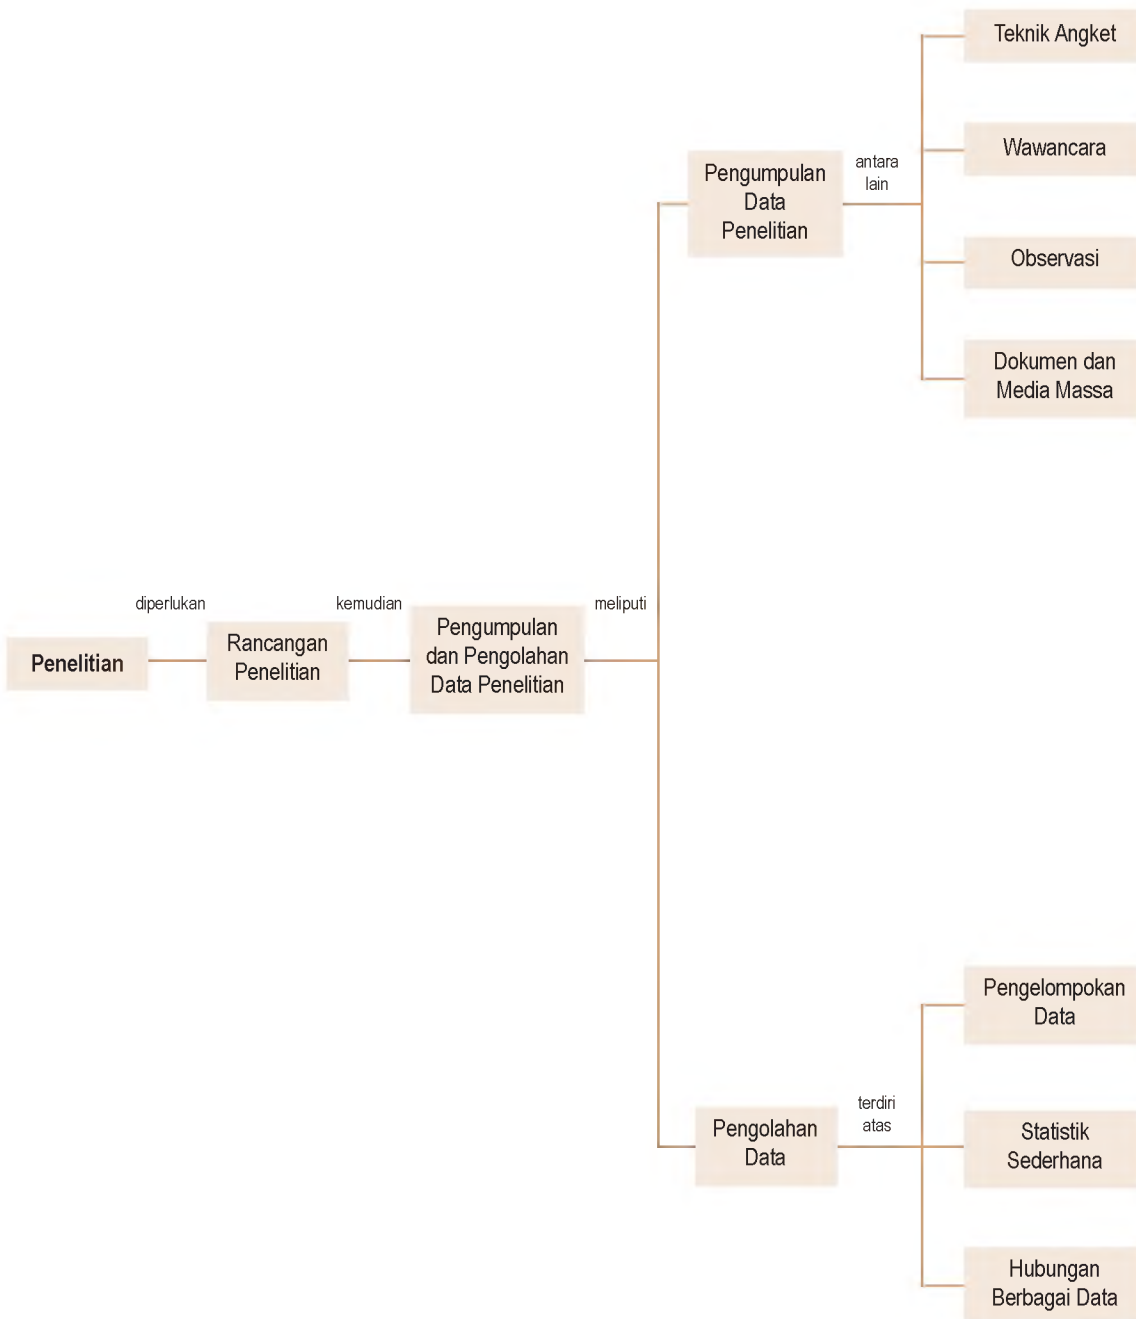 Penelitian
diperlukan
Rancangan
Penelitian
kemudian
Pengumpulan
dan Pengolahan
Data Penelitian
meliputi
Pengumpulan
Data
Penelitian
antara
lain
Teknik Angket
Wawancara
Observasi
Dokumen dan
Media Massa
Pengolahan
Data
terdiri
atas
Pengelompokan
Data
Statistik
Sederhana
Hubungan
Berbagai Data